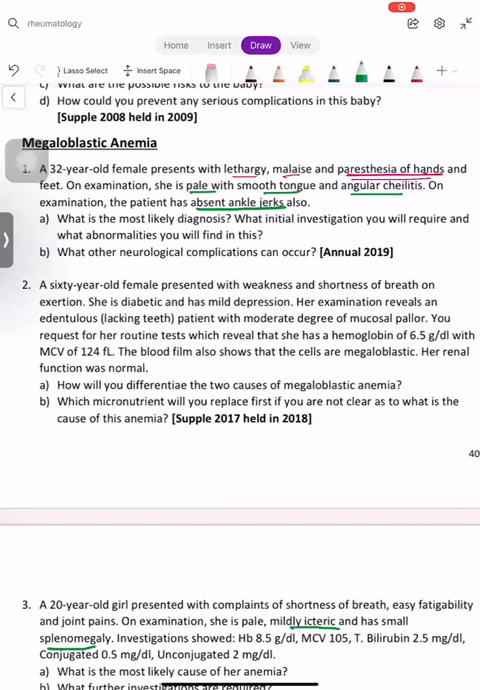 rheumatology
Home Insert Draw View
Lasso Select Insert Space
c) What are the possible risks to the baby?
d) How could you prevent any serious complications in this baby?
[Supple 2008 held in 2009]
Megaloblastic Anemia
1. A 32-year-old female presents with lethargy, malaise and paresthesia of hands and
feet. On examination, she is pale with smooth tongue and angular cheilitis. On
examination, the patient has absent ankle jerks also.
a) What is the most likely diagnosis? What initial investigation you will require and
what abnormalities you will find in this?
b) What other neurological complications can occur? [Annual 2019]
2. A sixty-year-old female presented with weakness and shortness of breath on
exertion. She is diabetic and has mild depression. Her examination reveals an
edentulous (lacking teeth) patient with moderate degree of mucosal pallor. You
request for her routine tests which reveal that she has a hemoglobin of 6.5 g/dl with
MCV of 124 fL. The blood film also shows that the cells are megaloblastic. Her renal
function was normal.
a) How will you differentiae the two causes of megaloblastic anemia?
b) Which micronutrient will you replace first if you are not clear as to what is the
cause of this anemia? [Supple 2017 held in 2018]
40
3. A 20-year-old girl presented with complaints of shortness of breath, easy fatigability
and joint pains. On examination, she is pale, mildly icteric and has small
splenomegaly. Investigations showed: Hb 8.5 g/dl, MCV 105, T. Bilirubin 2.5 mg/dl,
Conjugated 0.5 mg/dl, Unconjugated 2 mg/dl.
a) What is the most likely cause of her anemia?
b) What further investigations are required?